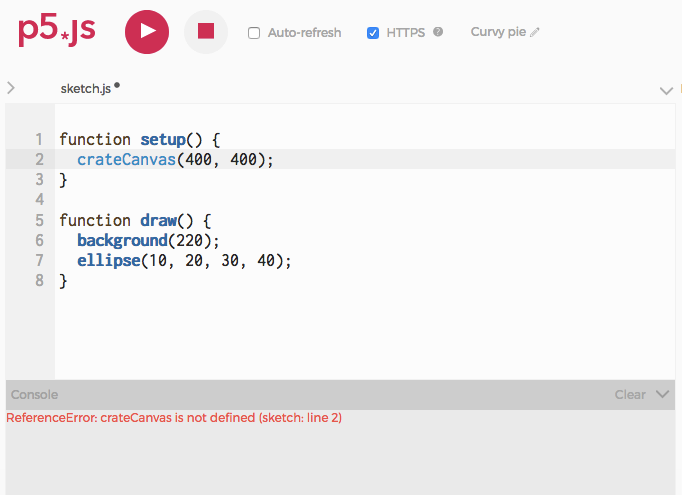 p5*js
Auto-refresh HTTPS ? Curvy pie
sketch.js
1 function setup() {
2 crateCanvas(400, 400);
3 }
4
5 function draw() {
6 background(220);
7 ellipse(10, 20, 30, 40);
8 }
Console Clear
ReferenceError: crateCanvas is not defined (sketch: line 2)